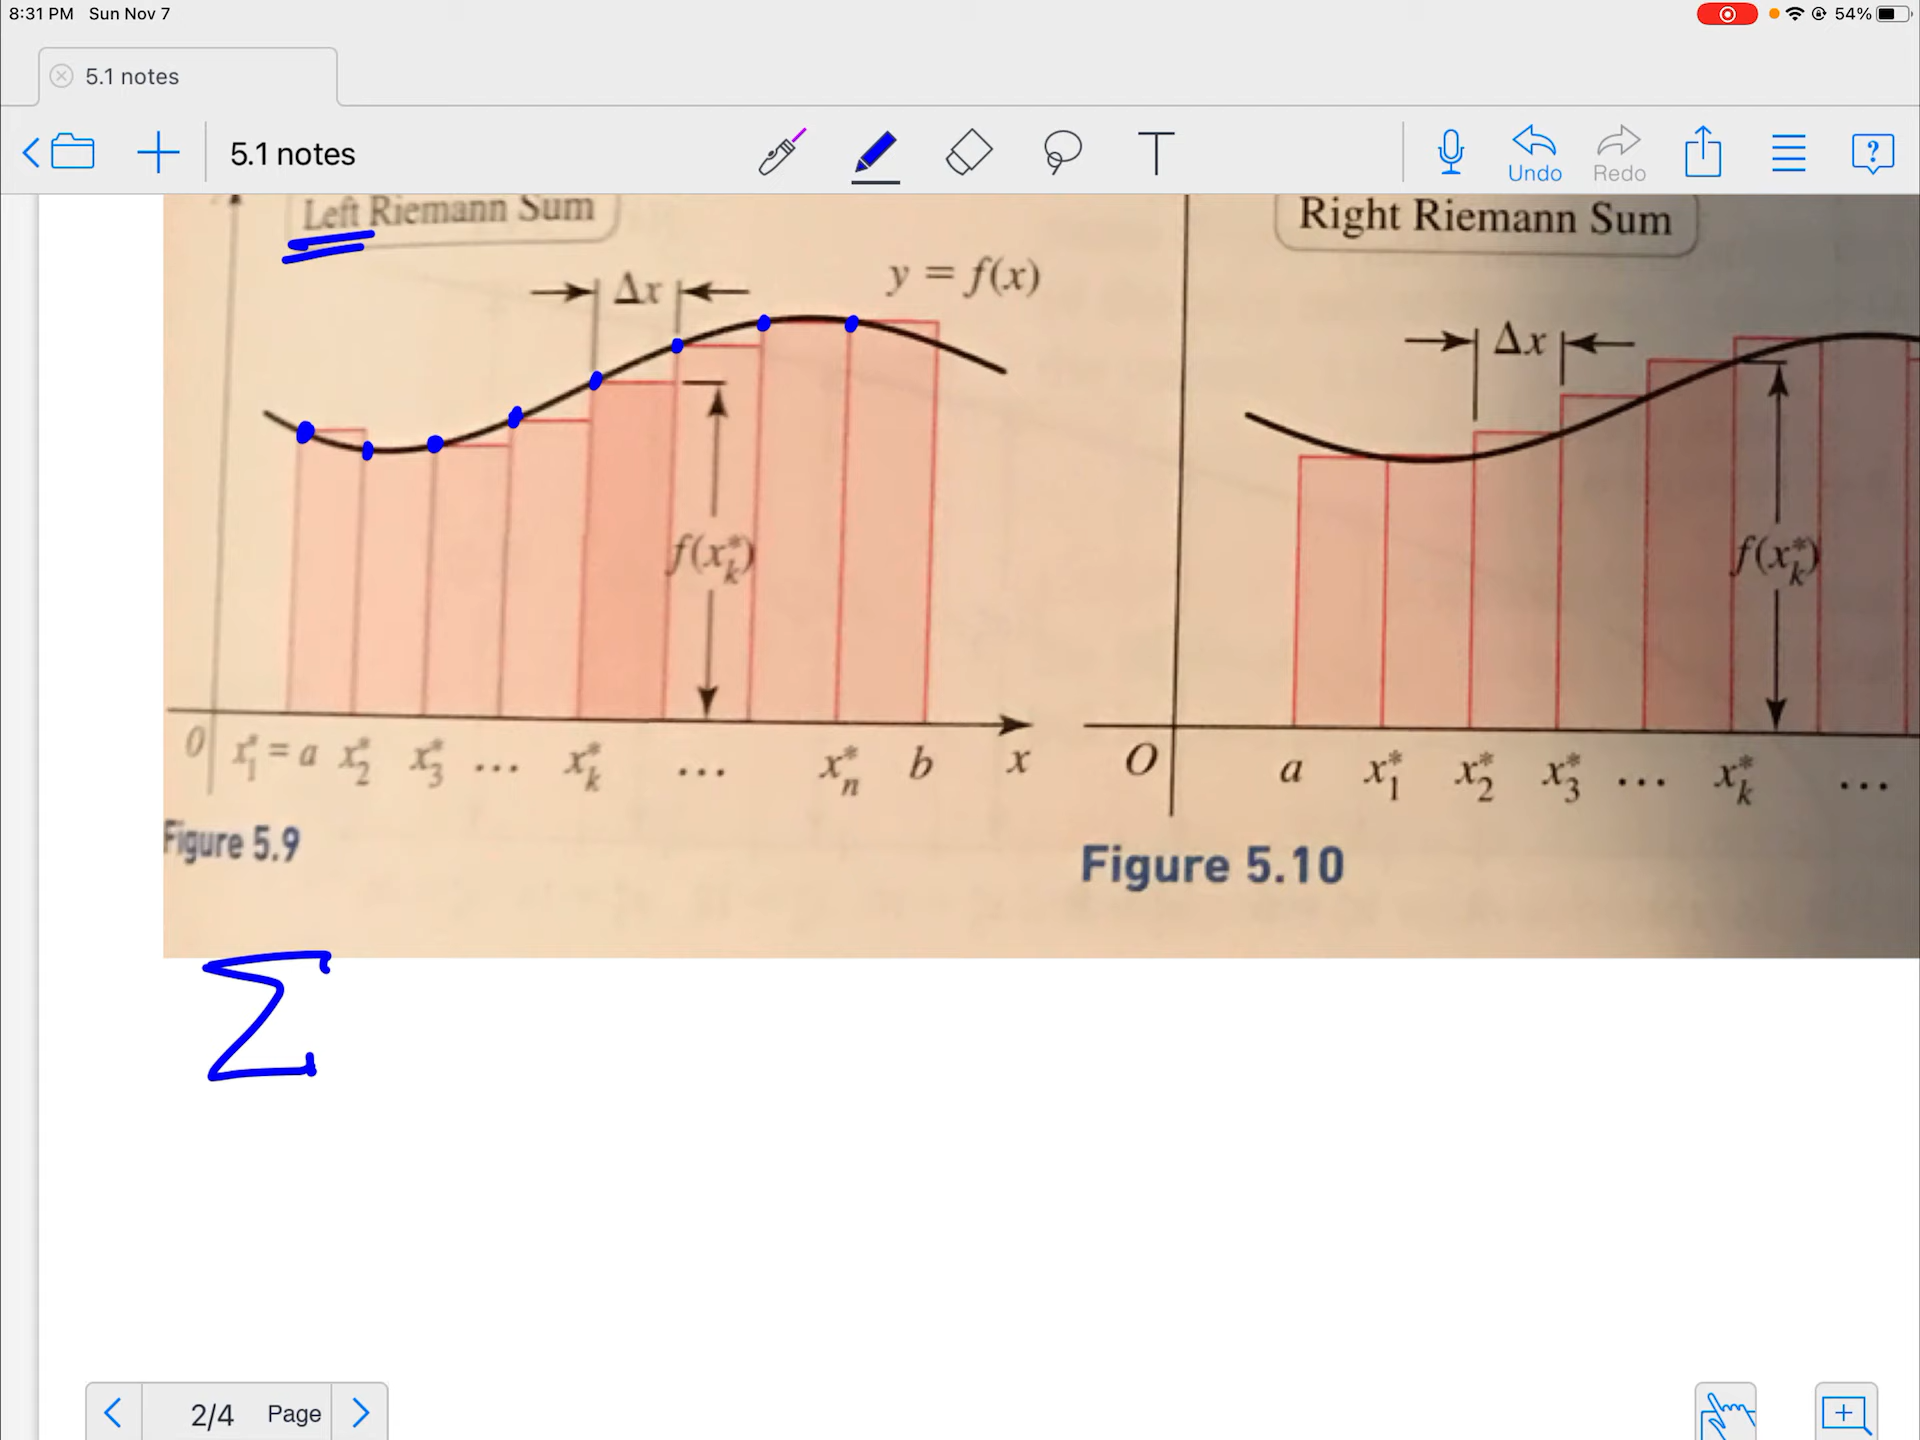 8:31 PM Sun Nov 7
54%
5.1 notes
5.1 notes
T
Undo
Redo
?
Left Riemann Sum
Δx
y = f(x)
f(x*k)
0 x*1 = a x*2 x*3 ... x*k ... x*n b x
Figure 5.9
Right Riemann Sum
Δx
f(x*k)
O a x*1 x*2 x*3 ... x*k ...
Figure 5.10
Σ
2/4 Page